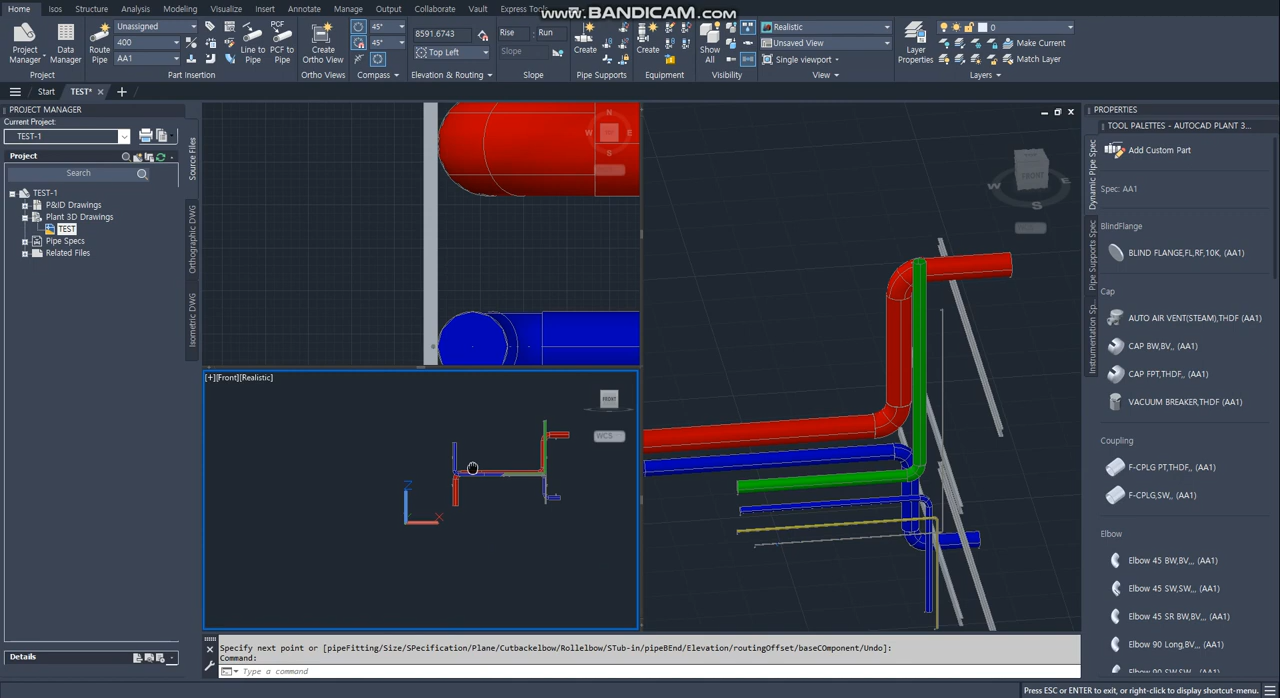 www.BANDICAM.com
Home Isos Structure Analysis Modeling Visualize Insert Annotate Manage Output Collaborate Vault Express Tools
Project Manager
Data Manager
Project
Route Pipe
Unassigned
400
AA1
Line to Pipe
PCF to Pipe
Part Insertion
Create Ortho View
Ortho Views
45°
45°
Compass
8591.6743
Top Left
Elevation & Routing
Rise
Run
Slope
Slope
Create
Pipe Supports
Create
Equipment
Show All
Visibility
Realistic
Unsaved View
Single viewport
View
Layer Properties
0
Make Current
Match Layer
Layers
Start
TEST*
PROJECT MANAGER
Current Project:
TEST-1
Project
Search
TEST-1
P&ID Drawings
Plant 3D Drawings
TEST
Pipe Specs
Related Files
Details
Source Files
Orthographic DWG
Isometric DWG
N
W
E
S
[+][Front][Realistic]
FRONT
WCS
Z
X
FRONT
W
E
S
PROPERTIES
TOOL PALETTES - AUTOCAD PLANT 3...
Dynamic Pipe Spec
Pipe Supports Spec
Instrumentation Sp...
Add Custom Part
Spec: AA1
BlindFlange
BLIND FLANGE,FL,RF,10K, (AA1)
Cap
AUTO AIR VENT(STEAM),THDF (AA1)
CAP BW,BV,, (AA1)
CAP FPT,THDF,, (AA1)
VACUUM BREAKER,THDF (AA1)
Coupling
F-CPLG PT,THDF,, (AA1)
F-CPLG,SW,, (AA1)
Elbow
Elbow 45 BW,BV,,, (AA1)
Elbow 45 SW,SW,,, (AA1)
Elbow 45 SR BW,BV,,, (AA1)
Elbow 90 Long,BV,,, (AA1)
Elbow 90 SW,SW,,, (AA1)
Specify next point or [pipeFitting/Size/SPecification/Plane/Cutbackelbow/Rollelbow/STub-in/pipeBEnd/Elevation/routingOffset/baseCOmponent/Undo]:
Command:
Type a command
Press ESC or ENTER to exit, or right-click to display shortcut-menu.